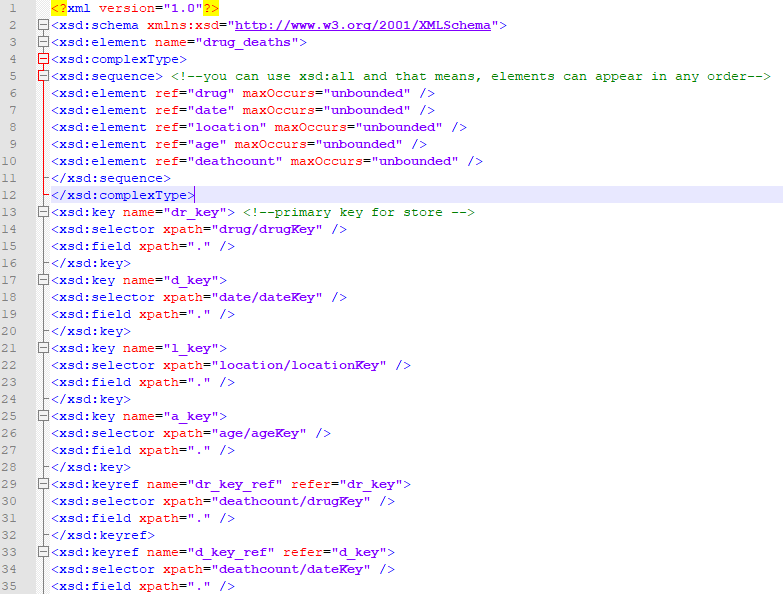 1 <?xml version="1.0"?>
2 <xsd:schema xmlns:xsd="http://www.w3.org/2001/XMLSchema">
3 <xsd:element name="drug_deaths">
4 <xsd:complexType>
5 <xsd:sequence> <!--you can use xsd:all and that means, elements can appear in any order-->
6 <xsd:element ref="drug" maxOccurs="unbounded" />
7 <xsd:element ref="date" maxOccurs="unbounded" />
8 <xsd:element ref="location" maxOccurs="unbounded" />
9 <xsd:element ref="age" maxOccurs="unbounded" />
10 <xsd:element ref="deathcount" maxOccurs="unbounded" />
11 </xsd:sequence>
12 </xsd:complexType>
13 <xsd:key name="dr_key"> <!--primary key for store -->
14 <xsd:selector xpath="drug/drugKey" />
15 <xsd:field xpath="." />
16 </xsd:key>
17 <xsd:key name="d_key">
18 <xsd:selector xpath="date/dateKey" />
19 <xsd:field xpath="." />
20 </xsd:key>
21 <xsd:key name="l_key">
22 <xsd:selector xpath="location/locationKey" />
23 <xsd:field xpath="." />
24 </xsd:key>
25 <xsd:key name="a_key">
26 <xsd:selector xpath="age/ageKey" />
27 <xsd:field xpath="." />
28 </xsd:key>
29 <xsd:keyref name="dr_key_ref" refer="dr_key">
30 <xsd:selector xpath="deathcount/drugKey" />
31 <xsd:field xpath="." />
32 </xsd:keyref>
33 <xsd:keyref name="d_key_ref" refer="d_key">
34 <xsd:selector xpath="deathcount/dateKey" />
35 <xsd:field xpath="." />